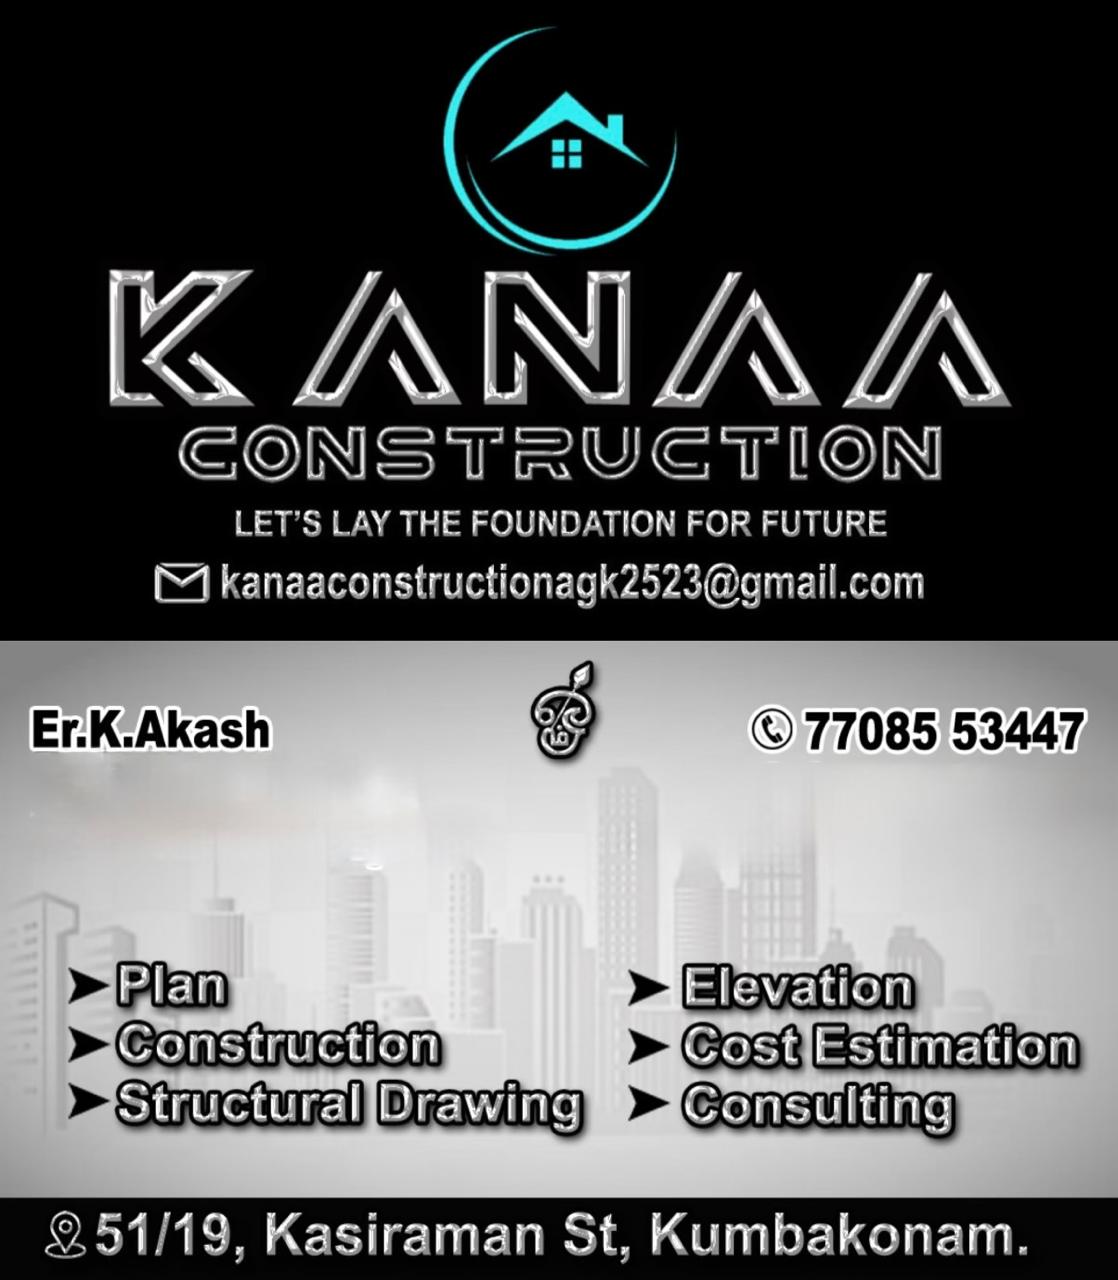 KANAA
CONSTRUCTION
LET'S LAY THE FOUNDATION FOR FUTURE
kanaaconstructionagk2523@gmail.com
Er.K.Akash
77085 53447
Plan
Elevation
Construction
Cost Estimation
Structural Drawing
Consulting
51/19, Kasiraman St, Kumbakonam.